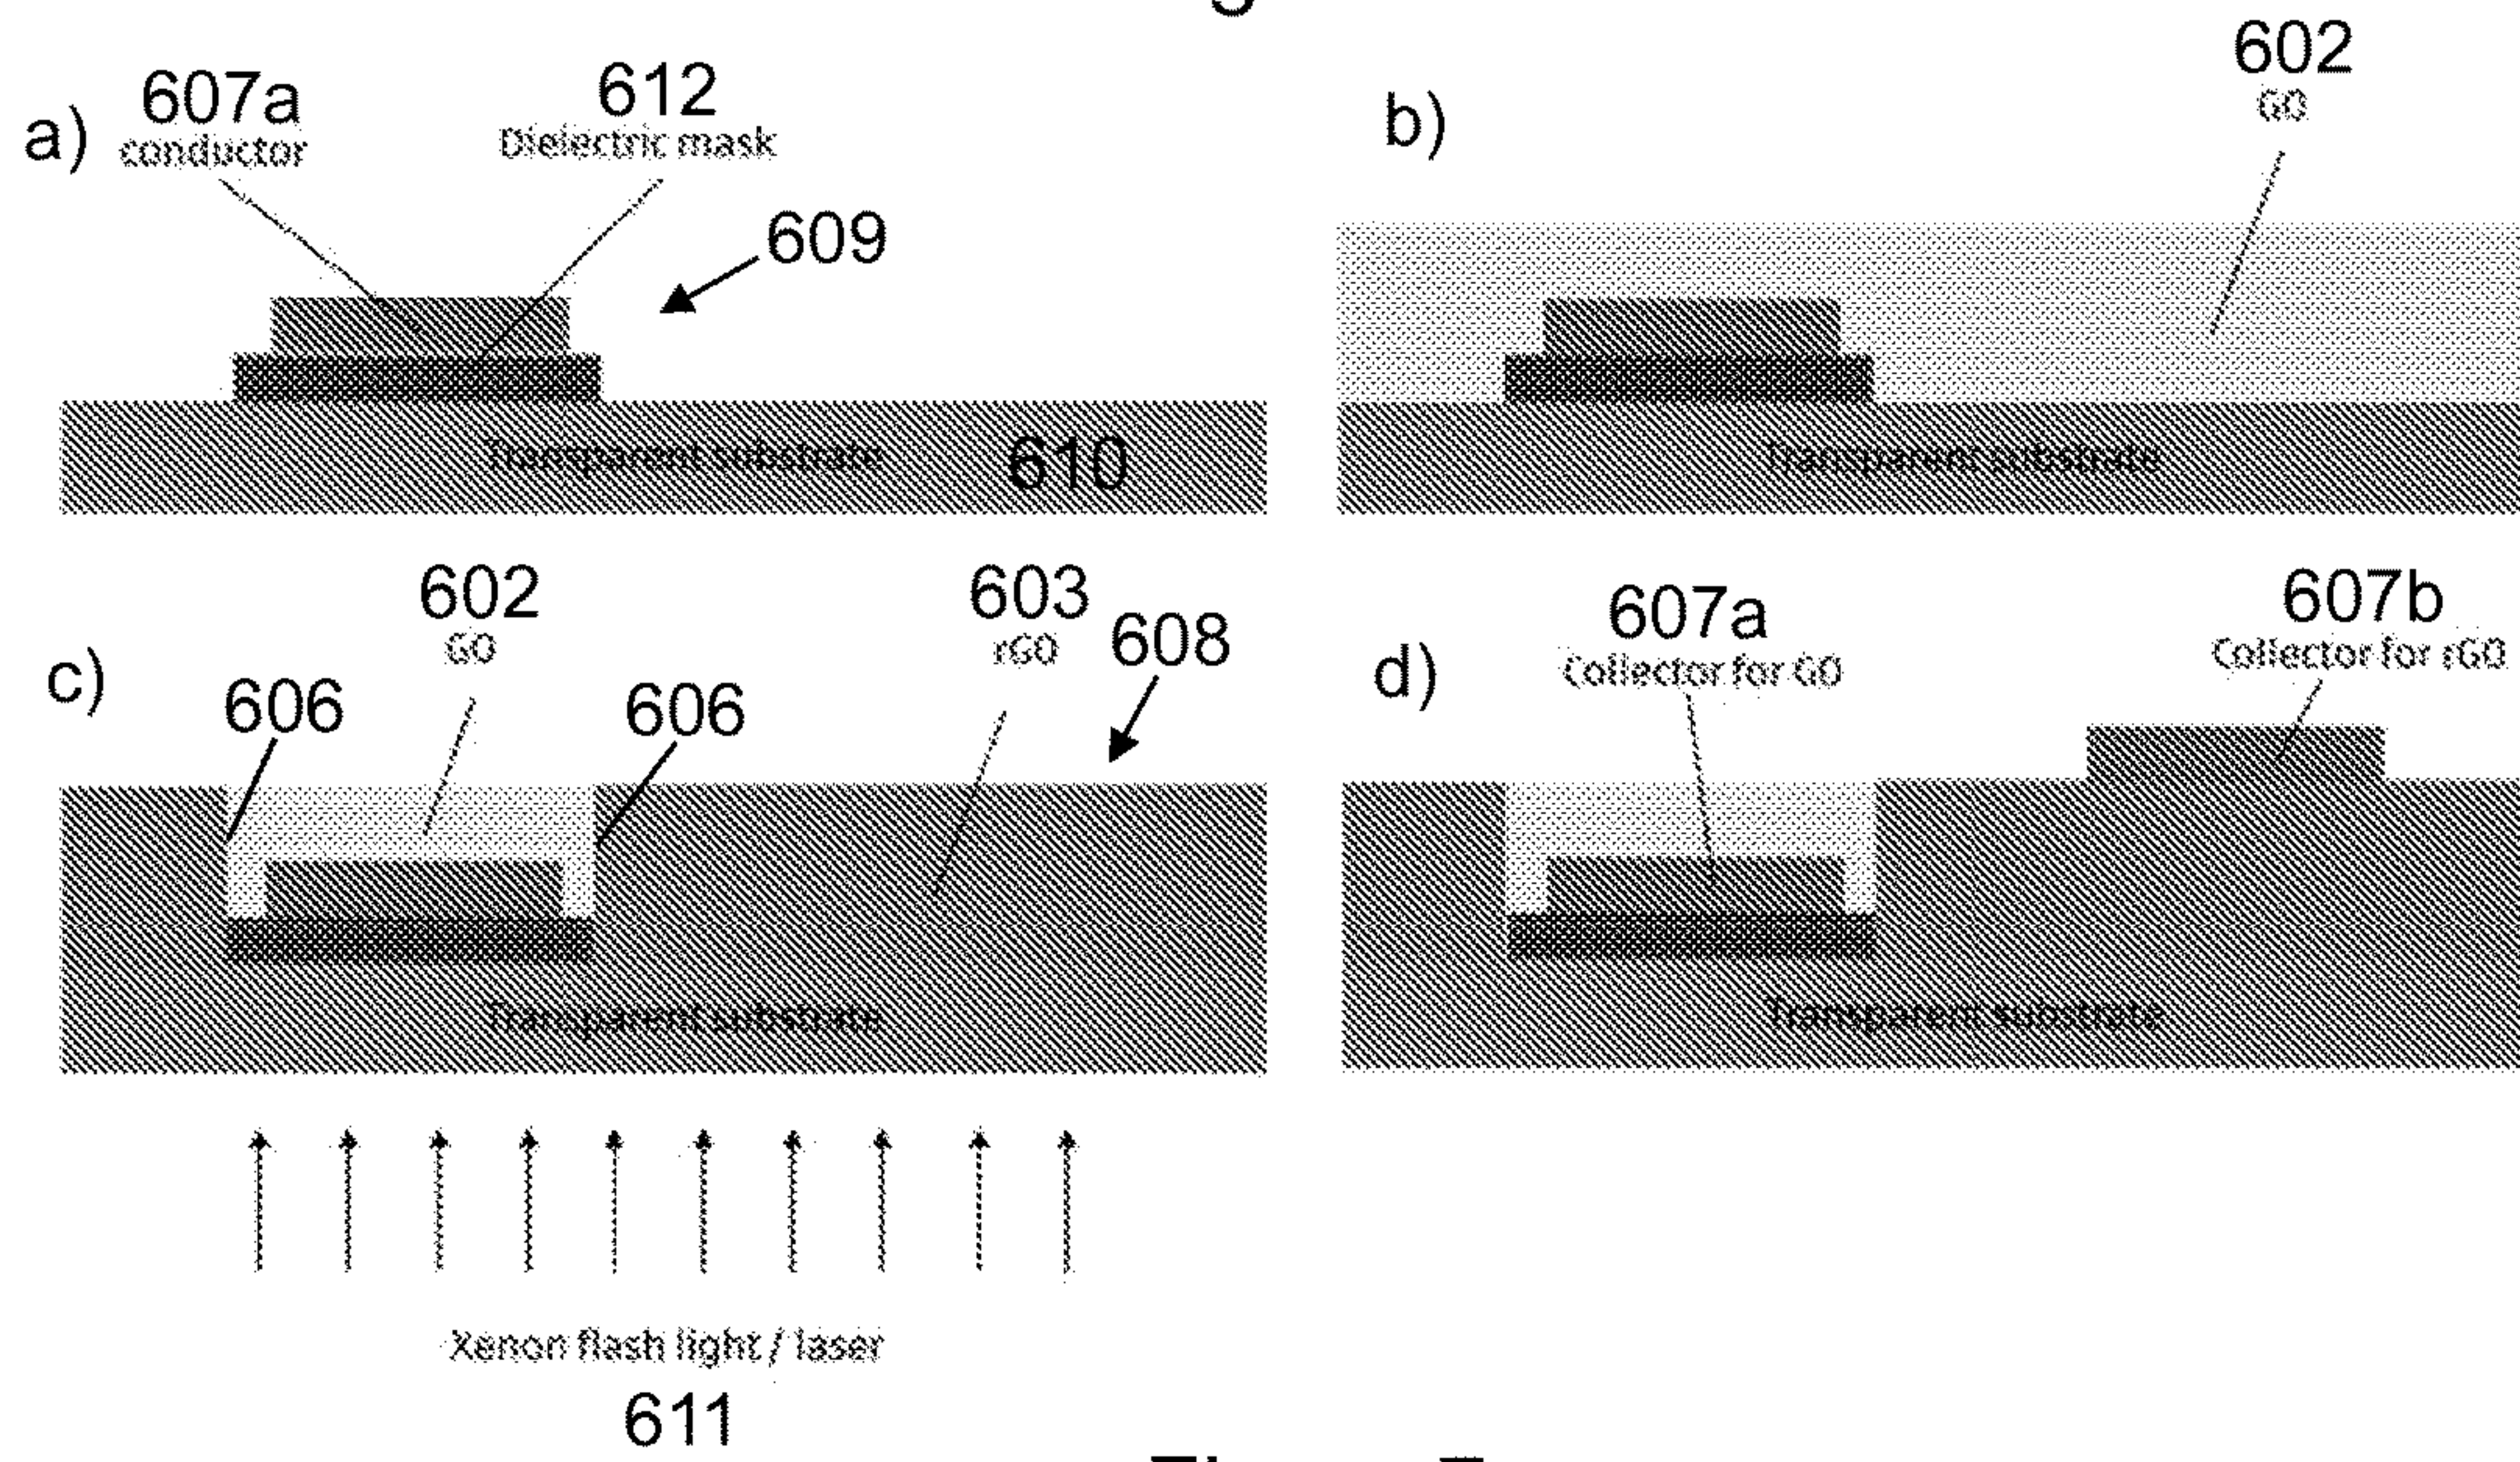 a)
607a
conductor
612
Dielectric mask
609
Transparent substrate
610
b)
602
GO
Transparent substrate
c)
602
GO
603
rGO
608
606
606
Transparent substrate
Xenon flash light / laser
611
d)
607a
Collector for GO
607b
Collector for rGO
Transparent substrate